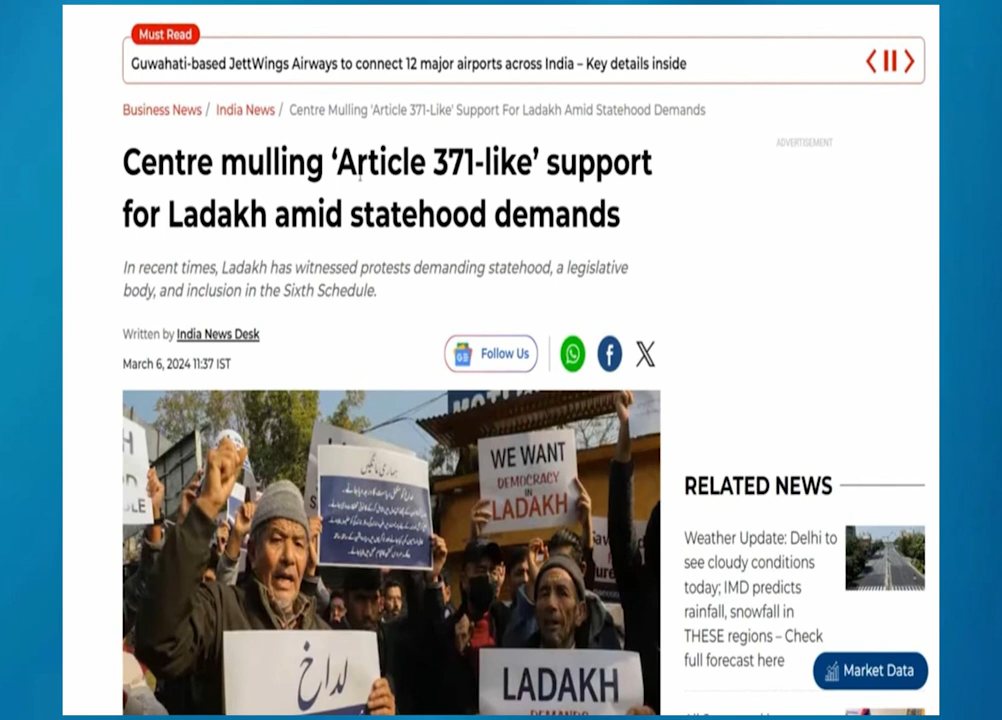 Must Read
Guwahati-based JettWings Airways to connect 12 major airports across India – Key details inside
Business News / India News / Centre Mulling 'Article 371-Like' Support For Ladakh Amid Statehood Demands
ADVERTISEMENT
Centre mulling ‘Article 371-like’ support
for Ladakh amid statehood demands
In recent times, Ladakh has witnessed protests demanding statehood, a legislative
body, and inclusion in the Sixth Schedule.
Written by India News Desk
March 6, 2024 11:37 IST
Follow Us
WE WANT
DEMOCRACY
IN
LADAKH
ہماری مانگیں
لداخ
LADAKH
DEMANDS
RELATED NEWS
Weather Update: Delhi to
see cloudy conditions
today; IMD predicts
rainfall, snowfall in
THESE regions – Check
full forecast here
Market Data